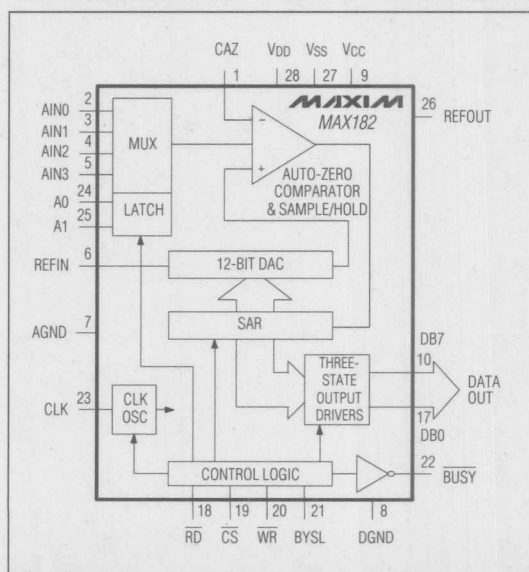 CAZ VDD VSS VCC
1 28 27 9
MAXIM
MAX182
26
REFOUT
2
AIN0
3
AIN1
4
AIN2
5
AIN3
24
A0
25
A1
MUX
LATCH
AUTO-ZERO
COMPARATOR
& SAMPLE/HOLD
6
REFIN
12-BIT DAC
7
AGND
SAR
DB7
10
THREE-
STATE
OUTPUT
DRIVERS
DATA
OUT
17
DB0
23
CLK
CLK
OSC
CONTROL LOGIC
22
BUSY
18 19 20 21 8
RD CS WR BYSL DGND